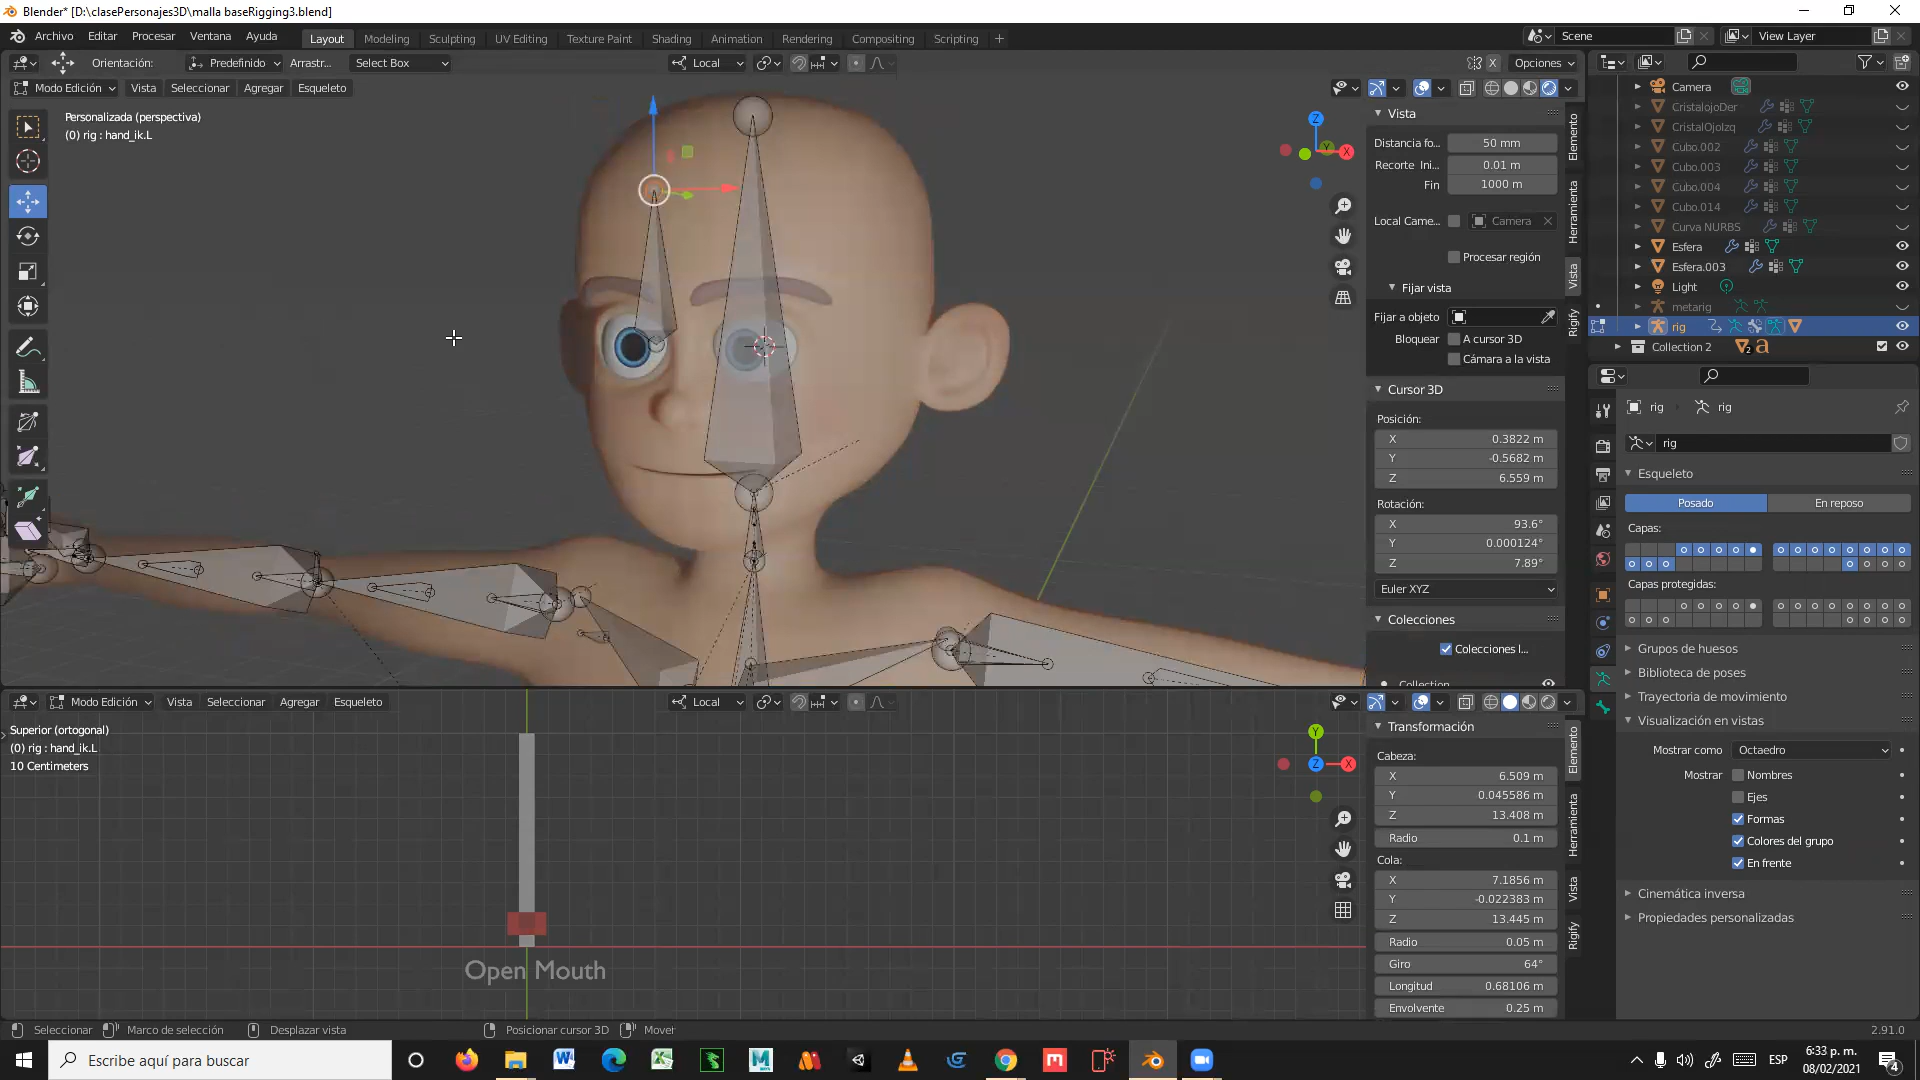 Blender* [D:\clasePersonajes3D\malla baseRigging3.blend]
Archivo Editar Procesar Ventana Ayuda
Layout Modeling Sculpting UV Editing Texture Paint Shading Animation Rendering Compositing Scripting +
Scene
View Layer
Orientación: Predefinido Arrastr... Select Box
Local
X Opciones
Modo Edición Vista Seleccionar Agregar Esqueleto
Personalizada (perspectiva)
(0) rig : hand_ik.L
Z
Y
X
Vista
Distancia fo... 50 mm
Recorte Ini... 0.01 m
Fin 1000 m
Local Came... Camera
Procesar región
Fijar vista
Fijar a objeto
Bloquear A cursor 3D
Cámara a la vista
Cursor 3D
Posición:
X 0.3822 m
Y -0.5682 m
Z 6.559 m
Rotación:
X 93.6°
Y 0.000124°
Z 7.89°
Euler XYZ
Colecciones
Colecciones l...
Collection
Elemento
Herramienta
Vista
Rigify
Camera
CristalojoDer
CristalOjoIzq
Cubo.002
Cubo.003
Cubo.004
Cubo.014
Curva NURBS
Esfera
Esfera.003
Light
metarig
rig
Collection 2 2
rig rig
rig
Esqueleto
Posado En reposo
Capas:
Capas protegidas:
Grupos de huesos
Biblioteca de poses
Trayectoria de movimiento
Visualización en vistas
Mostrar como Octaedro
Mostrar Nombres
Ejes
Formas
Colores del grupo
En frente
Cinemática inversa
Propiedades personalizadas
Modo Edición Vista Seleccionar Agregar Esqueleto
Local
Superior (ortogonal)
(0) rig : hand_ik.L
10 Centimeters
Open Mouth
Y
Z
X
Transformación
Cabeza:
X 6.509 m
Y 0.045586 m
Z 13.408 m
Radio 0.1 m
Cola:
X 7.1856 m
Y -0.022383 m
Z 13.445 m
Radio 0.05 m
Giro 64°
Longitud 0.68106 m
Envolvente 0.25 m
Elemento
Herramienta
Vista
Rigify
Seleccionar Marco de selección Desplazar vista Posicionar cursor 3D Mover
2.91.0
Escribe aquí para buscar
ESP
6:33 p. m.
08/02/2021
4